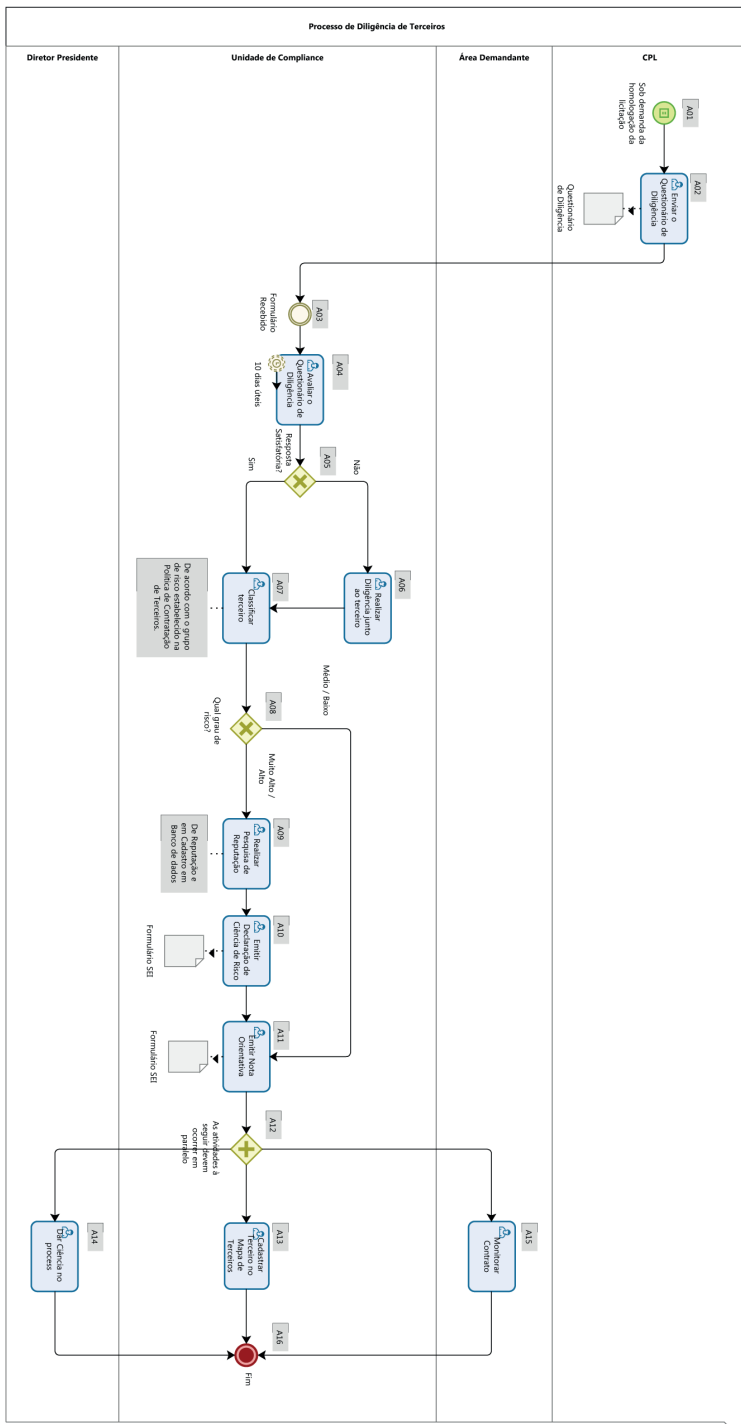 Processo de Diligência de Terceiros
Diretor Presidente
Unidade de Compliance
Área Demandante
CPL
A01
Sob demanda da
homologação da
licitação
A02
Enviar o
Questionário de
Diligência
Questionário
de Diligência
A03
Formulário
Recebido
A04
Avaliar o
Questionário de
Diligência
10 dias úteis
A05
Resposta
Satisfatória?
Não
Sim
A06
Realizar
Diligência junto
ao terceiro
A07
Classificar
terceiro
De acordo com o grupo
de risco estabelecido na
Política de Contratação
de Terceiros.
A08
Qual grau de
risco?
Médio / Baixo
Muito Alto /
Alto
A09
Realizar
Pesquisa de
Reputação
De Reputação e
em Cadastro em
Banco de dados
A10
Emitir
Declaração de
Ciência de Risco
Formulário SEI
A11
Emitir Nota
Orientativa
Formulário SEI
A12
As atividades à
seguir devem
ocorrer em
paralelo
A15
Monitorar
Contrato
A13
Cadastrar
Terceiro no
Mapa de
Terceiros
A14
Dar Ciência no
process
A16
Fim